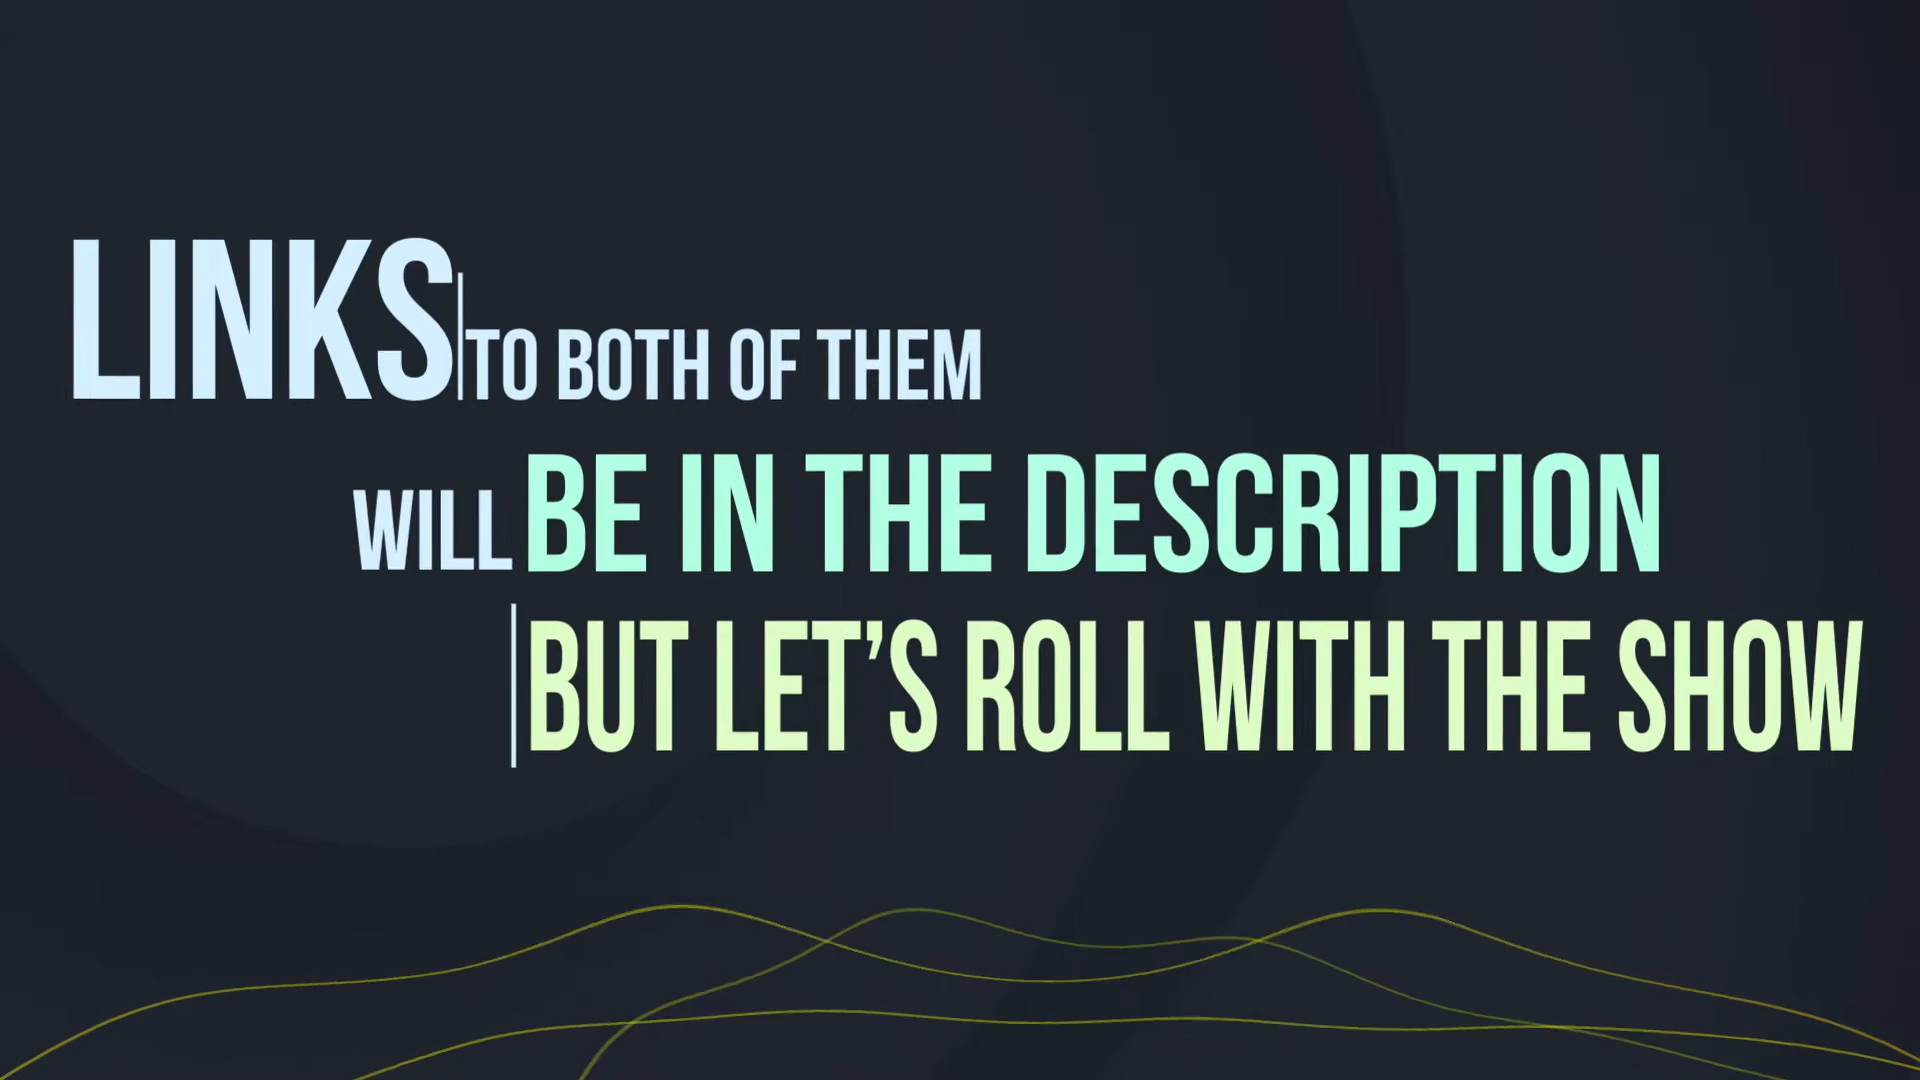 LINKS TO BOTH OF THEM
WILL BE IN THE DESCRIPTION
BUT LET’S ROLL WITH THE SHOW